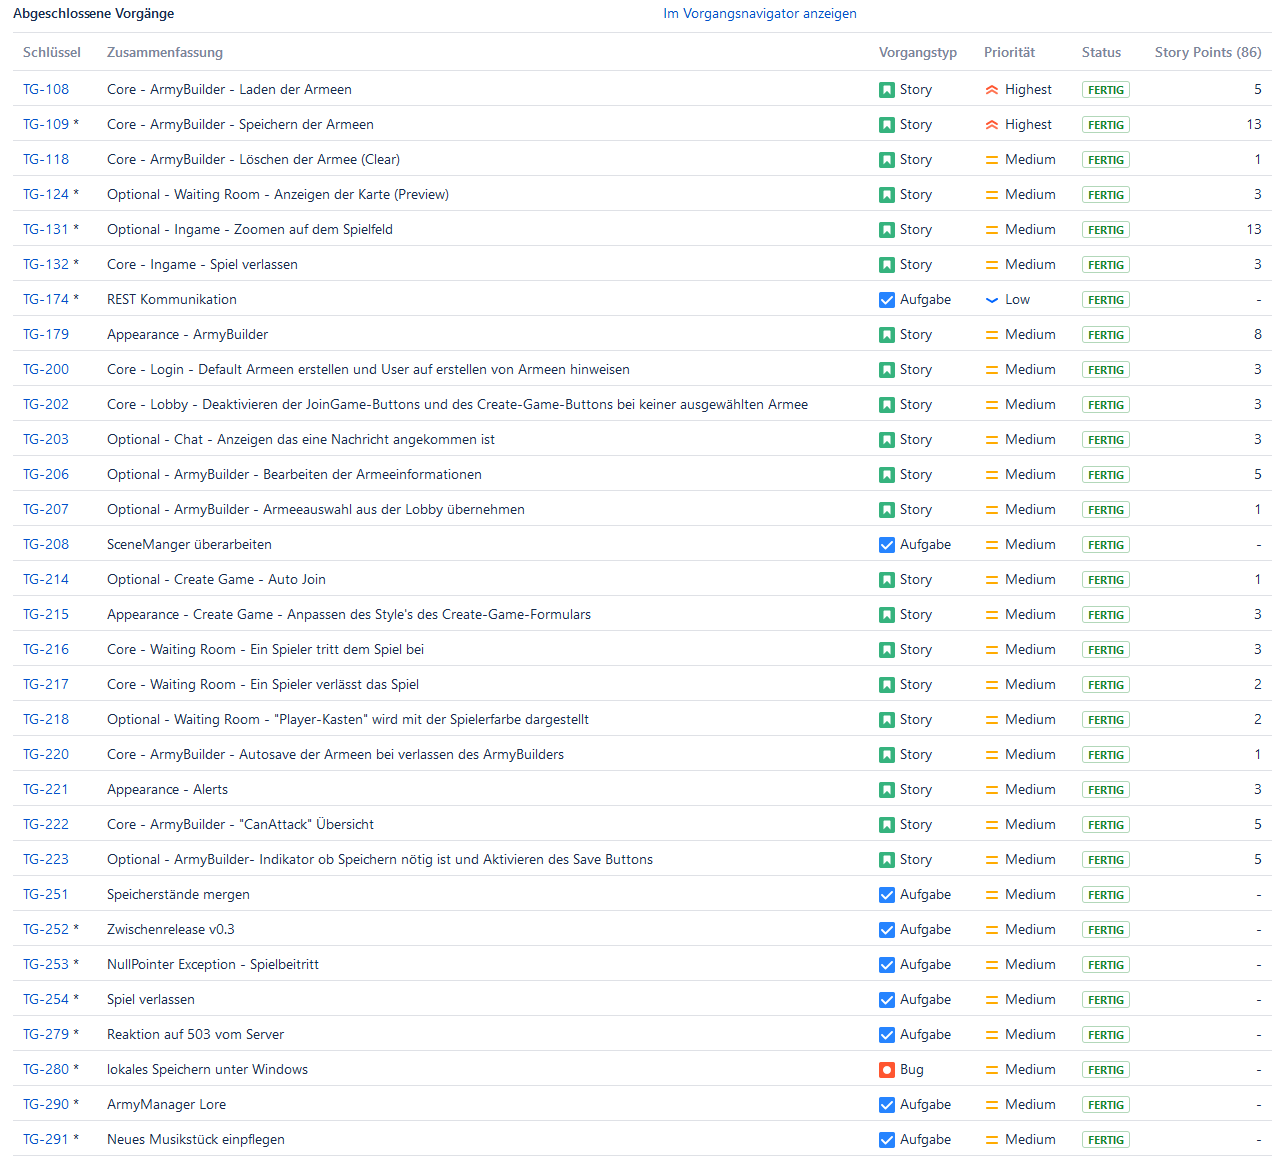 Abgeschlossene Vorgänge Im Vorgangsnavigator anzeigen
Schlüssel Zusammenfassung Vorgangstyp Priorität Status Story Points (86)
TG-108 Core - ArmyBuilder - Laden der Armeen Story Highest FERTIG 5
TG-109 * Core - ArmyBuilder - Speichern der Armeen Story Highest FERTIG 13
TG-118 Core - ArmyBuilder - Löschen der Armee (Clear) Story Medium FERTIG 1
TG-124 * Optional - Waiting Room - Anzeigen der Karte (Preview) Story Medium FERTIG 3
TG-131 * Optional - Ingame - Zoomen auf dem Spielfeld Story Medium FERTIG 13
TG-132 * Core - Ingame - Spiel verlassen Story Medium FERTIG 3
TG-174 * REST Kommunikation Aufgabe Low FERTIG -
TG-179 Appearance - ArmyBuilder Story Medium FERTIG 8
TG-200 Core - Login - Default Armeen erstellen und User auf erstellen von Armeen hinweisen Story Medium FERTIG 3
TG-202 Core - Lobby - Deaktivieren der JoinGame-Buttons und des Create-Game-Buttons bei keiner ausgewählten Armee Story Medium FERTIG 3
TG-203 Optional - Chat - Anzeigen das eine Nachricht angekommen ist Story Medium FERTIG 3
TG-206 Optional - ArmyBuilder - Bearbeiten der Armeeinformationen Story Medium FERTIG 5
TG-207 Optional - ArmyBuilder - Armeeauswahl aus der Lobby übernehmen Story Medium FERTIG 1
TG-208 SceneManger überarbeiten Aufgabe Medium FERTIG -
TG-214 Optional - Create Game - Auto Join Story Medium FERTIG 1
TG-215 Appearance - Create Game - Anpassen des Style's des Create-Game-Formulars Story Medium FERTIG 3
TG-216 Core - Waiting Room - Ein Spieler tritt dem Spiel bei Story Medium FERTIG 3
TG-217 Core - Waiting Room - Ein Spieler verlässt das Spiel Story Medium FERTIG 2
TG-218 Optional - Waiting Room - "Player-Kasten" wird mit der Spielerfarbe dargestellt Story Medium FERTIG 2
TG-220 Core - ArmyBuilder - Autosave der Armeen bei verlassen des ArmyBuilders Story Medium FERTIG 1
TG-221 Appearance - Alerts Story Medium FERTIG 3
TG-222 Core - ArmyBuilder - "CanAttack" Übersicht Story Medium FERTIG 5
TG-223 Optional - ArmyBuilder- Indikator ob Speichern nötig ist und Aktivieren des Save Buttons Story Medium FERTIG 5
TG-251 Speicherstände mergen Aufgabe Medium FERTIG -
TG-252 * Zwischenrelease v0.3 Aufgabe Medium FERTIG -
TG-253 * NullPointer Exception - Spielbeitritt Aufgabe Medium FERTIG -
TG-254 * Spiel verlassen Aufgabe Medium FERTIG -
TG-279 * Reaktion auf 503 vom Server Aufgabe Medium FERTIG -
TG-280 * lokales Speichern unter Windows Bug Medium FERTIG -
TG-290 * ArmyManager Lore Aufgabe Medium FERTIG -
TG-291 * Neues Musikstück einpflegen Aufgabe Medium FERTIG -